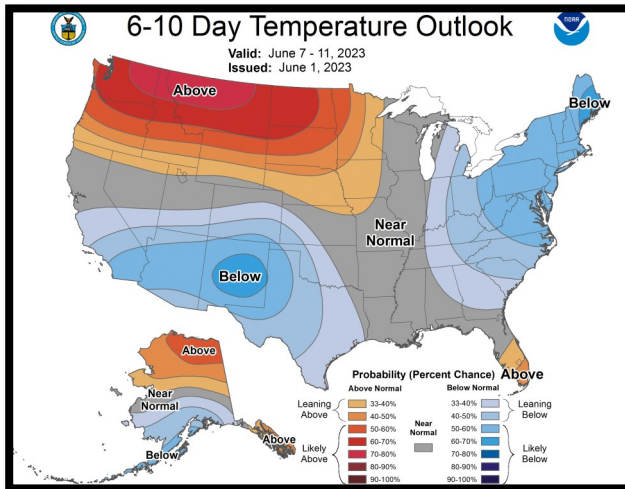 6-10 Day Temperature Outlook
NOAA
Valid: June 7 - 11, 2023
Issued: June 1, 2023
Above
Below
Near
Normal
Below
Above
Near
Normal
Below
Above
Above
Probability (Percent Chance)
Above Normal
Below Normal
Leaning
Above
33-40%
40-50%
Likely
Above
50-60%
60-70%
70-80%
80-90%
90-100%
Near
Normal
33-40%
40-50%
Leaning
Below
50-60%
60-70%
70-80%
80-90%
90-100%
Likely
Below